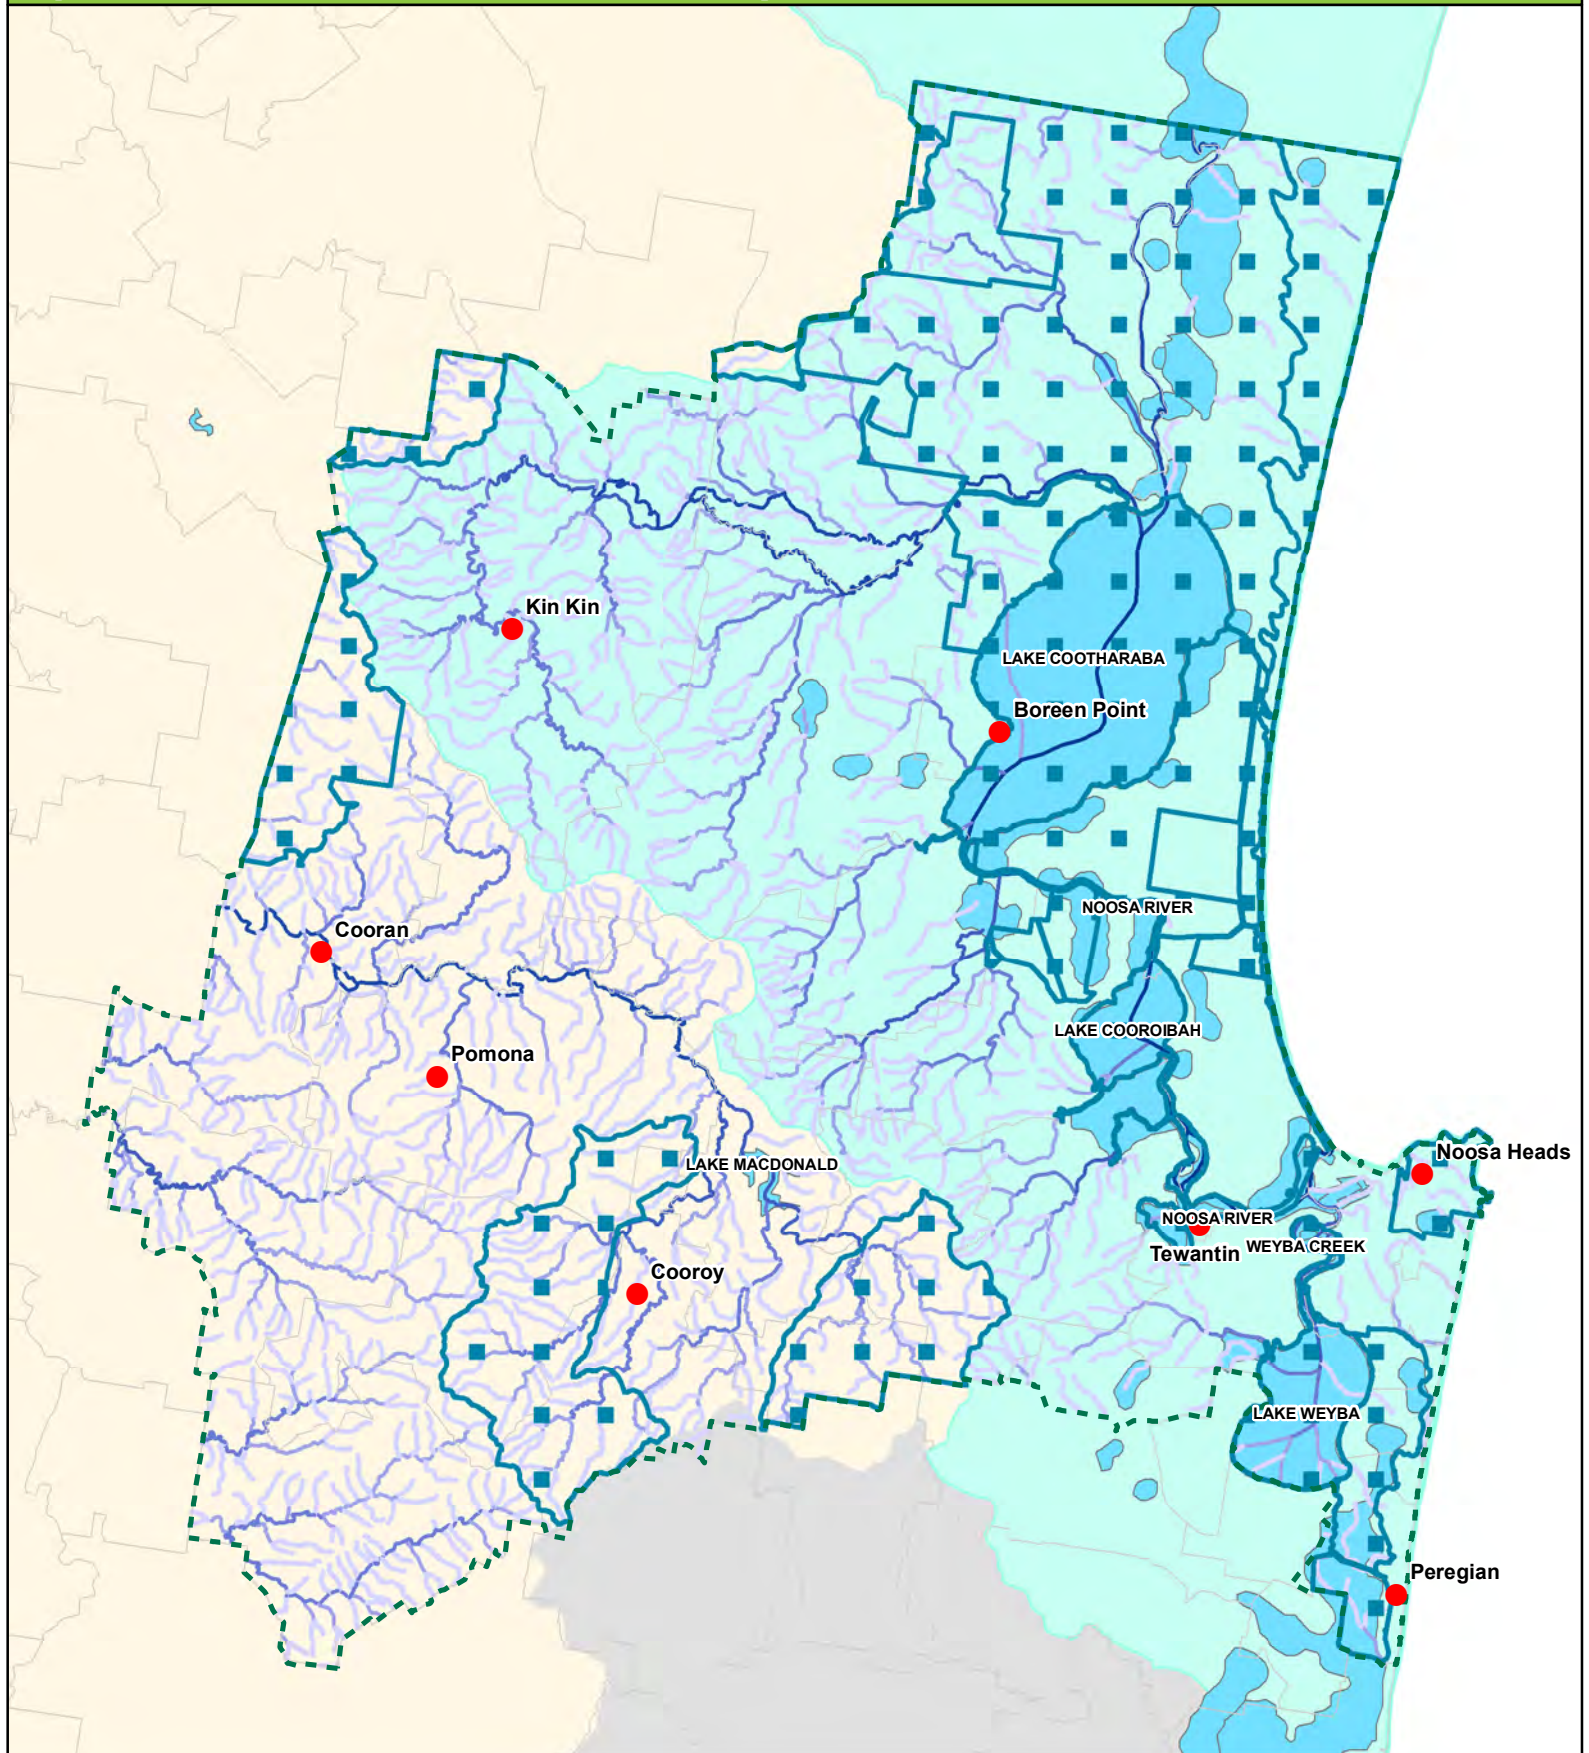 Kin Kin
LAKE COOTHARABA
Boreen Point
NOOSA RIVER
Cooran
LAKE COOROIBAH
Pomona
Noosa Heads
LAKE MACDONALD
NOOSA RIVER
Tewantin
WEYBA CREEK
Cooroy
LAKE WEYBA
Peregian